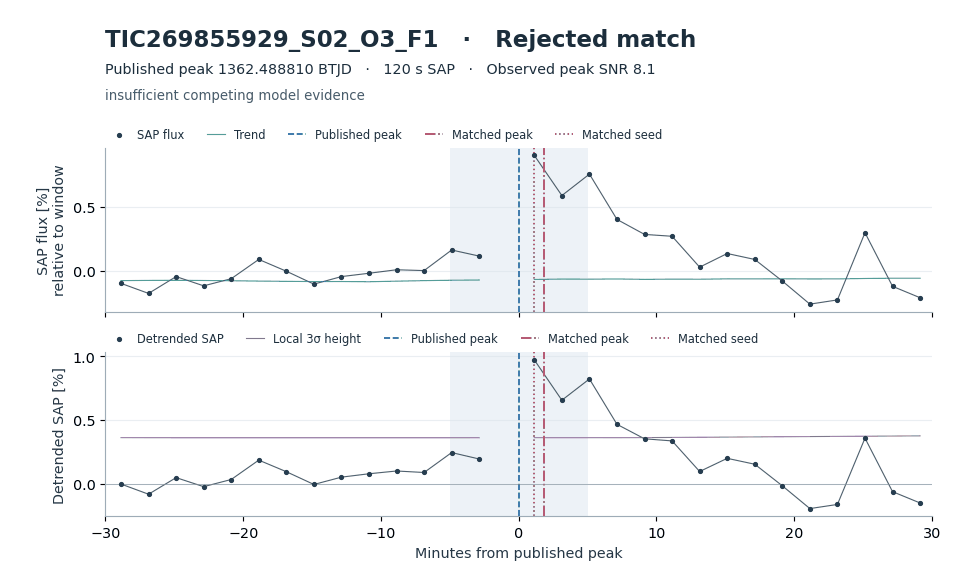 TIC269855929_S02_O3_F1 · Rejected match
Published peak 1362.488810 BTJD · 120 s SAP · Observed peak SNR 8.1
insufficient competing model evidence
SAP flux Trend Published peak Matched peak Matched seed
SAP flux [%]
relative to window
0.5
0.0
Detrended SAP Local 3σ height Published peak Matched peak Matched seed
Detrended SAP [%]
1.0
0.5
0.0
−30 −20 −10 0 10 20 30
Minutes from published peak